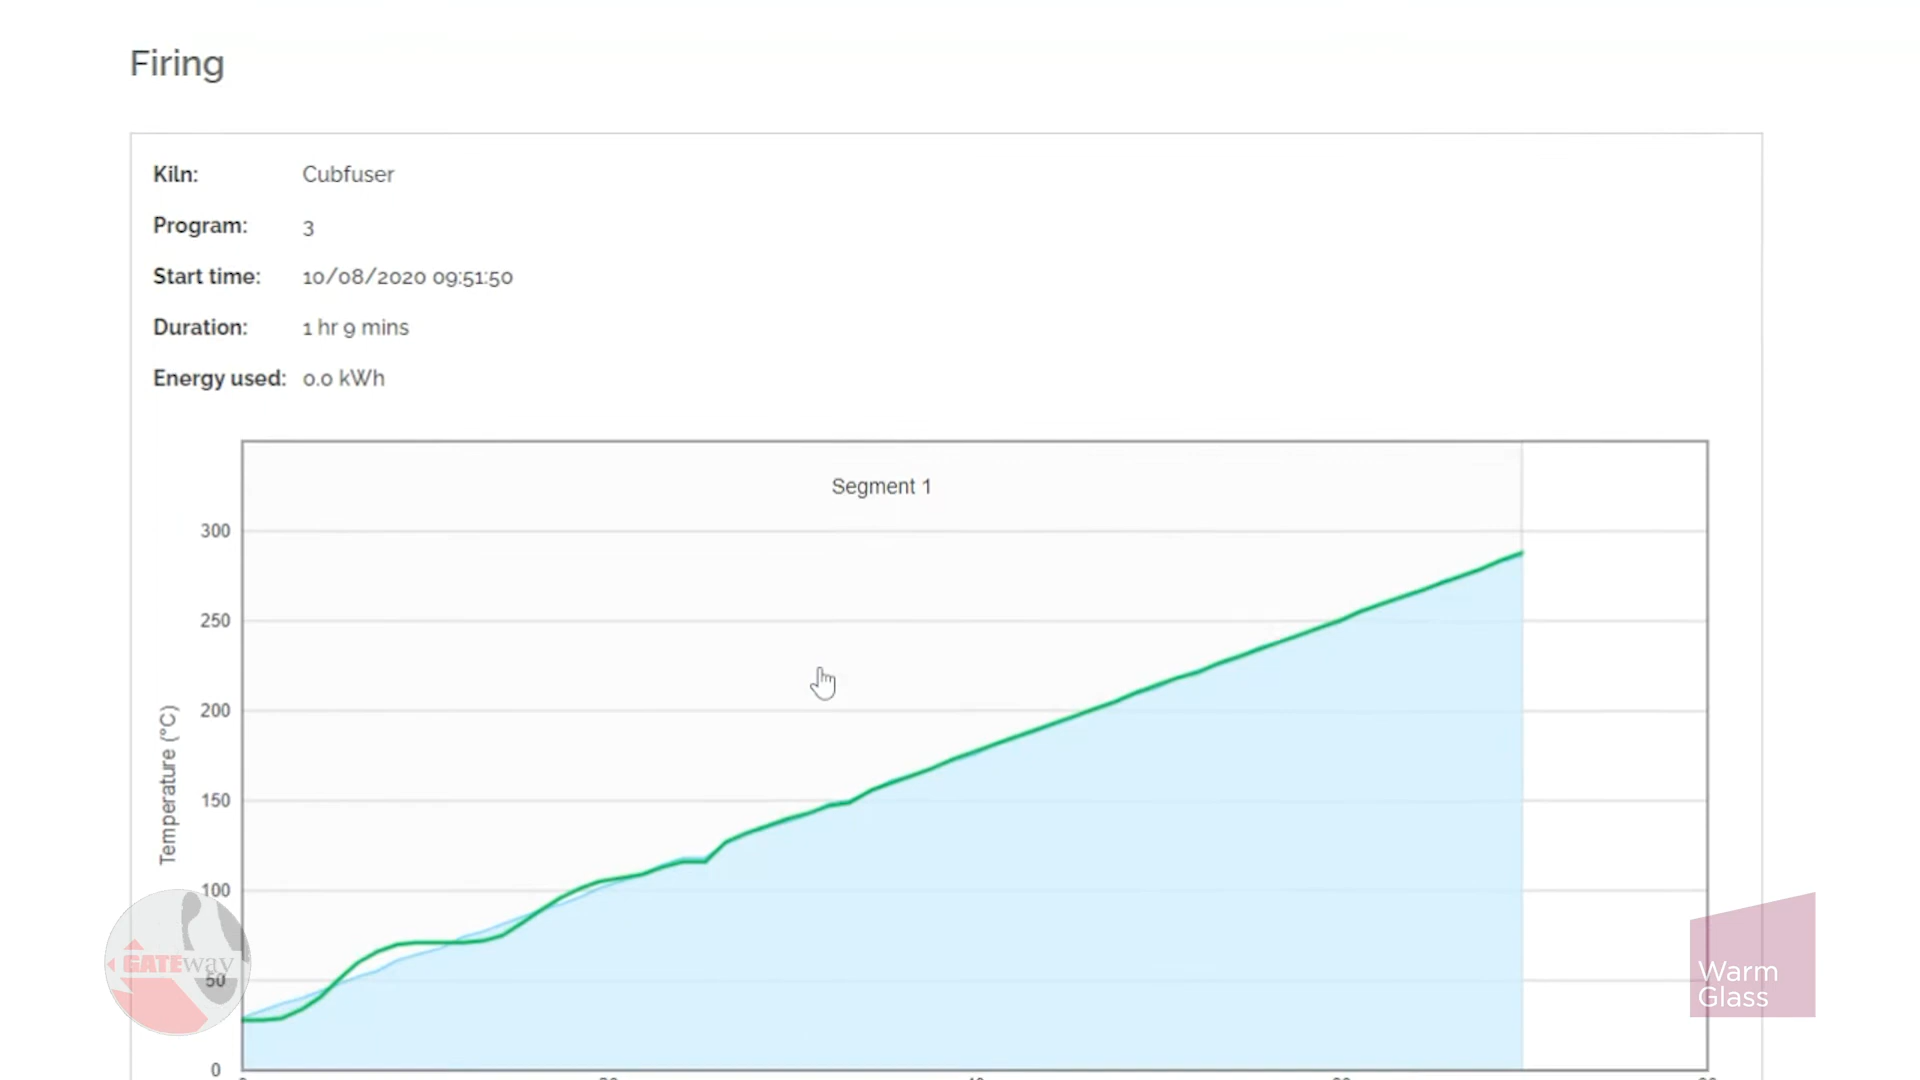 Firing
Kiln: Cubfuser
Program: 3
Start time: 10/08/2020 09:51:50
Duration: 1 hr 9 mins
Energy used: 0.0 kWh
Segment 1
300
250
200
150
100
50
0
Temperature (°C)
GATEway
Warm
Glass